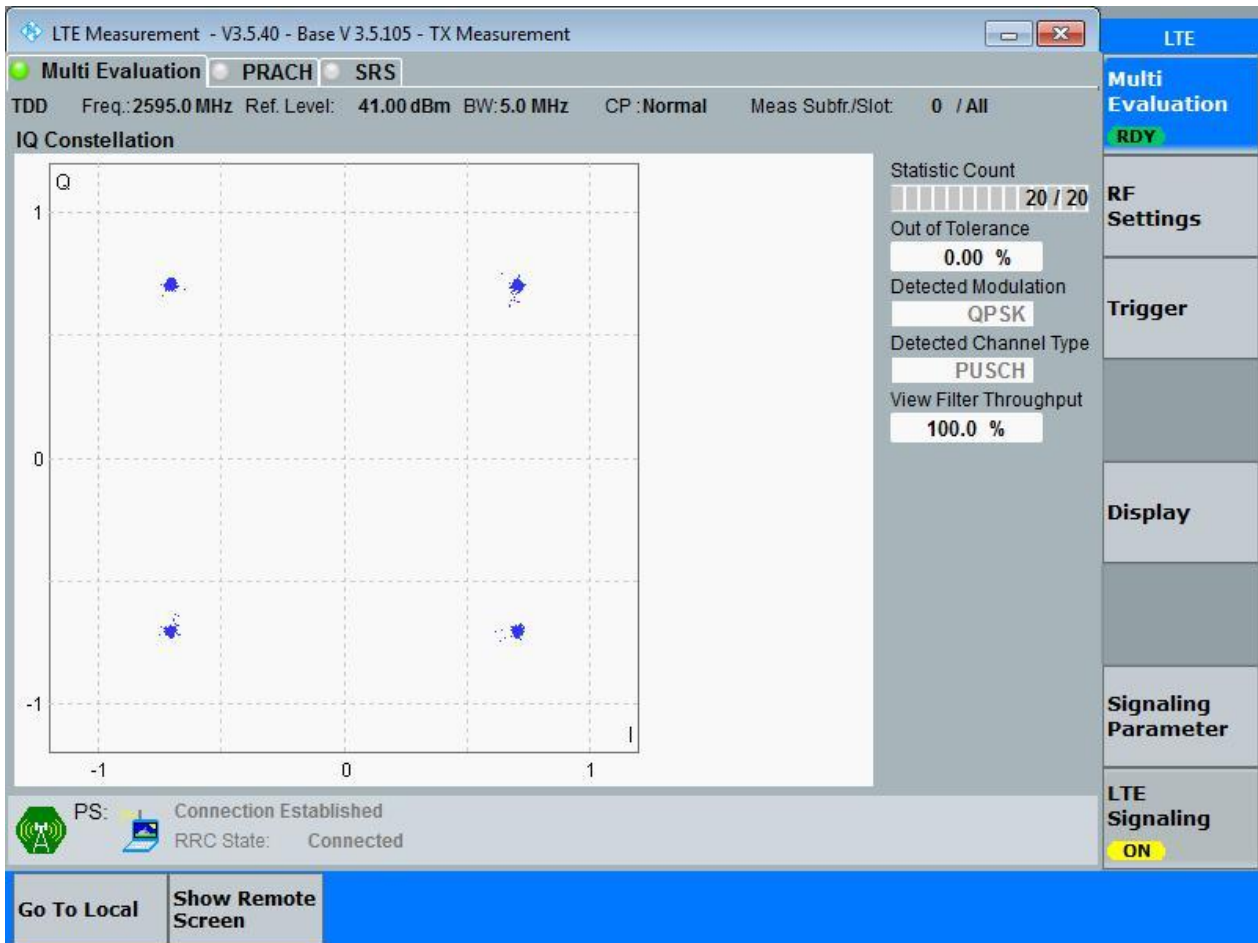 LTE Measurement - V3.5.40 - Base V 3.5.105 - TX Measurement
LTE
Multi Evaluation PRACH SRS
TDD Freq.: 2595.0 MHz Ref. Level: 41.00 dBm BW: 5.0 MHz CP : Normal Meas Subfr./Slot: 0 / All
IQ Constellation
Q
1
0
-1
I
-1 0 1
Statistic Count
20 / 20
Out of Tolerance
0.00 %
Detected Modulation
QPSK
Detected Channel Type
PUSCH
View Filter Throughput
100.0 %
Multi
Evaluation
RDY
RF
Settings
Trigger
Display
Signaling
Parameter
LTE
Signaling
ON
PS: Connection Established
RRC State: Connected
Go To Local
Show Remote
Screen